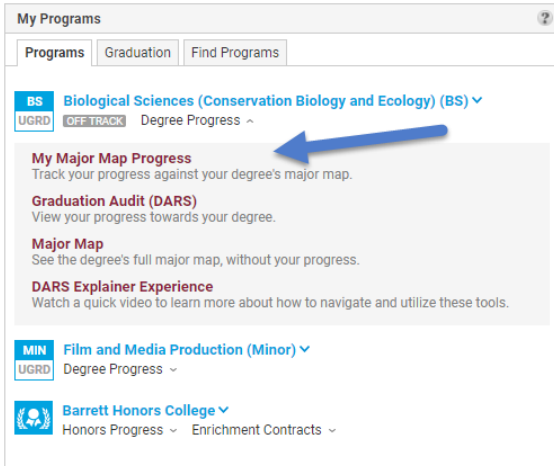 My Programs ?
Programs Graduation Find Programs
BS Biological Sciences (Conservation Biology and Ecology) (BS)
UGRD OFF TRACK Degree Progress
My Major Map Progress
Track your progress against your degree's major map.
Graduation Audit (DARS)
View your progress towards your degree.
Major Map
See the degree's full major map, without your progress.
DARS Explainer Experience
Watch a quick video to learn more about how to navigate and utilize these tools.
MIN Film and Media Production (Minor)
UGRD Degree Progress
Barrett Honors College
Honors Progress Enrichment Contracts